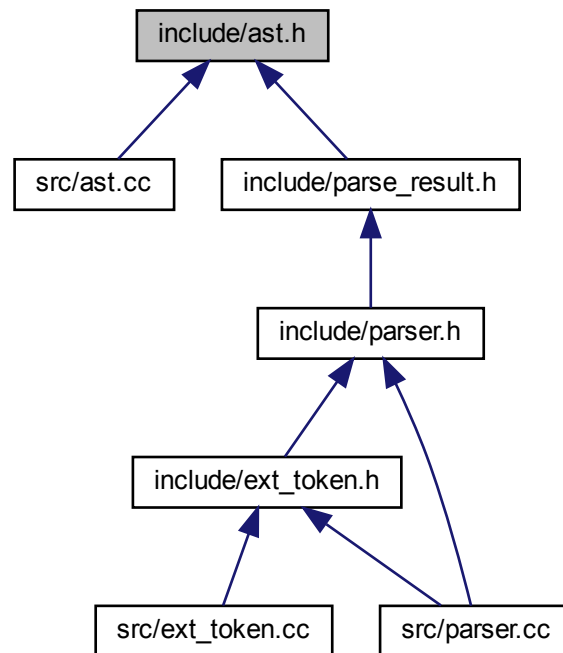 include/ast.h
src/ast.cc
include/parse_result.h
include/parser.h
include/ext_token.h
src/ext_token.cc
src/parser.cc